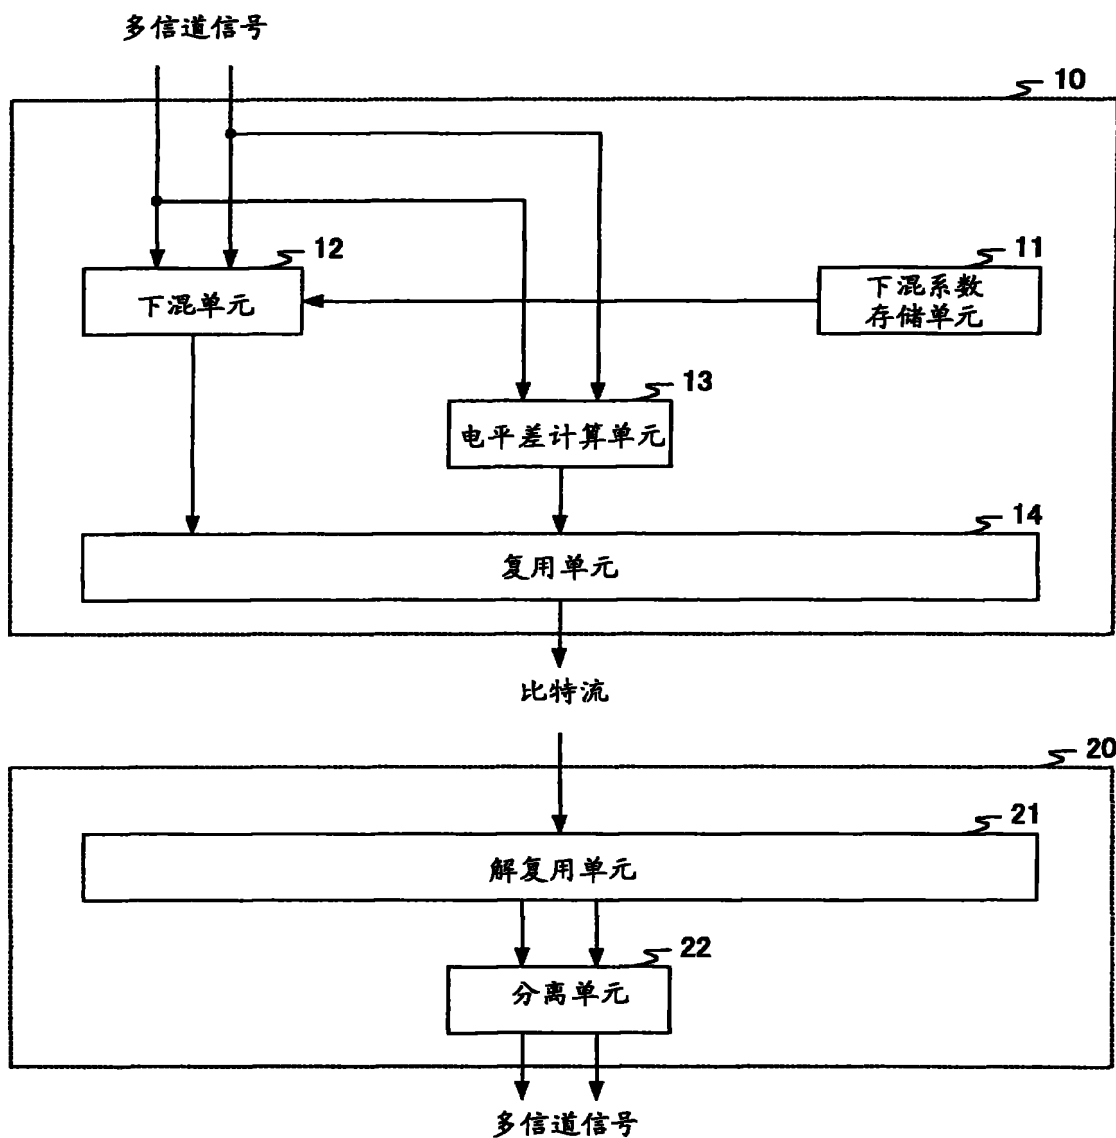 多信道信号
10
12
11
下混单元
下混系数
存储单元
13
电平差计算单元
14
复用单元
比特流
20
21
解复用单元
22
分离单元
多信道信号